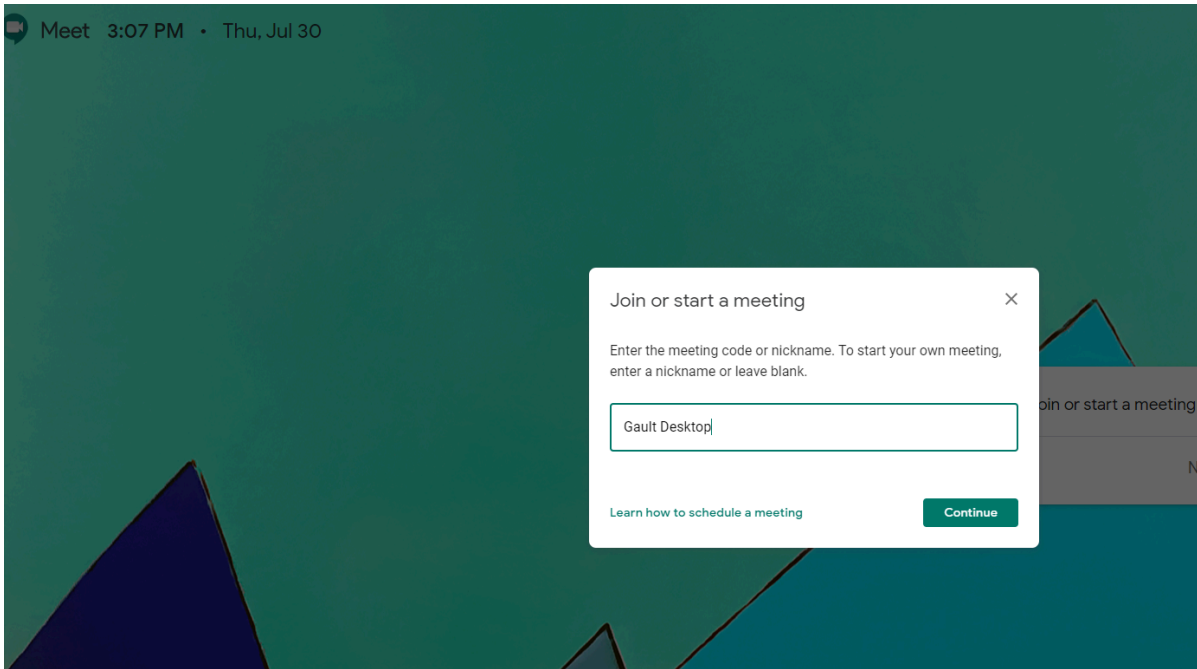 Meet 3:07 PM • Thu, Jul 30
Join or start a meeting
Enter the meeting code or nickname. To start your own meeting,
enter a nickname or leave blank.
Gault Desktop
oin or start a meeting
N
Learn how to schedule a meeting
Continue